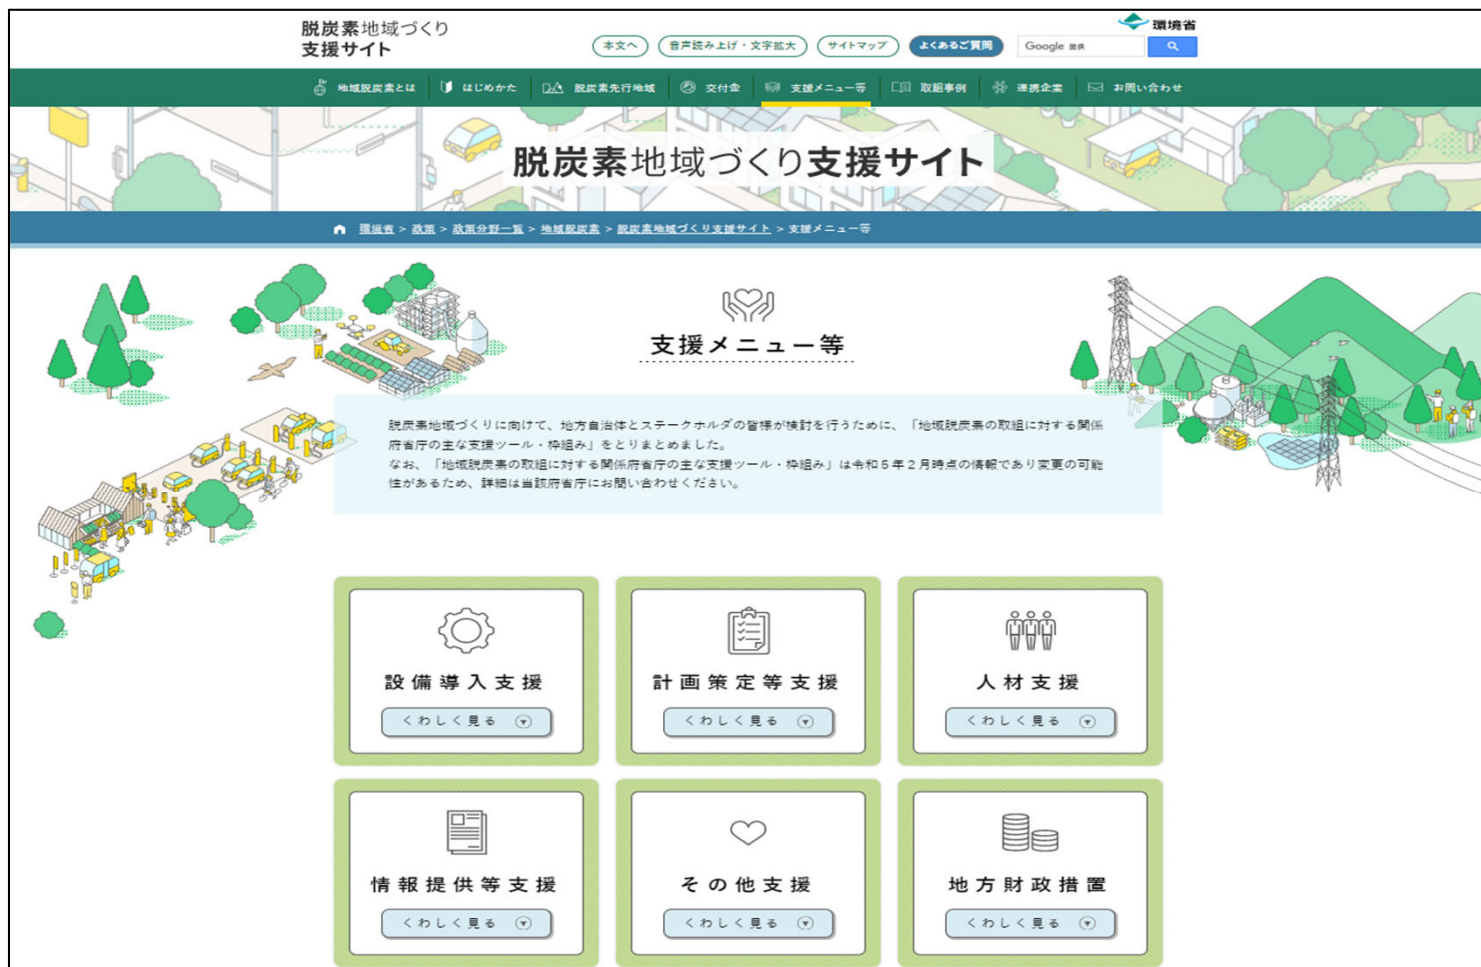 脱炭素地域づくり
支援サイト
環境省
本文へ
音声読み上げ・文字拡大
サイトマップ
よくあるご質問
Google 提供
地域脱炭素とは
はじめかた
脱炭素先行地域
交付金
支援メニュー等
取組事例
連携企業
お問い合わせ
脱炭素地域づくり支援サイト
環境省 > 政策 > 政策分野一覧 > 地域脱炭素 > 脱炭素地域づくり支援サイト > 支援メニュー等
支援メニュー等
脱炭素地域づくりに向けて、地方自治体とステークホルダの皆様が検討を行うために、「地域脱炭素の取組に対する関係
府省庁の主な支援ツール・枠組み」をとりまとめました。
なお、「地域脱炭素の取組に対する関係府省庁の主な支援ツール・枠組み」は令和5年2月時点の情報であり変更の可能
性があるため、詳細は当該府省庁にお問い合わせください。
設備導入支援
くわしく見る
計画策定等支援
くわしく見る
人材支援
くわしく見る
情報提供等支援
くわしく見る
その他支援
くわしく見る
地方財政措置
くわしく見る